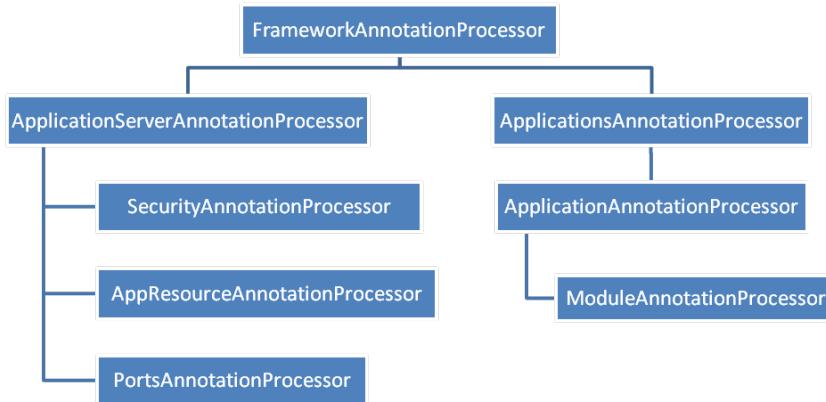 FrameworkAnnotationProcessor
ApplicationServerAnnotationProcessor
ApplicationsAnnotationProcessor
SecurityAnnotationProcessor
ApplicationAnnotationProcessor
AppResourceAnnotationProcessor
ModuleAnnotationProcessor
PortsAnnotationProcessor